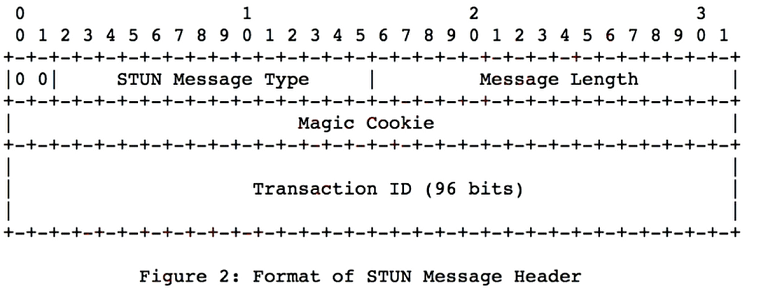 0                   1                   2                   3
0 1 2 3 4 5 6 7 8 9 0 1 2 3 4 5 6 7 8 9 0 1 2 3 4 5 6 7 8 9 0 1
+-+-+-+-+-+-+-+-+-+-+-+-+-+-+-+-+-+-+-+-+-+-+-+-+-+-+-+-+-+-+-+-+
|0 0|     STUN Message Type     |         Message Length        |
+-+-+-+-+-+-+-+-+-+-+-+-+-+-+-+-+-+-+-+-+-+-+-+-+-+-+-+-+-+-+-+-+
|                         Magic Cookie                          |
+-+-+-+-+-+-+-+-+-+-+-+-+-+-+-+-+-+-+-+-+-+-+-+-+-+-+-+-+-+-+-+-+
|                                                               |
|                     Transaction ID (96 bits)                  |
|                                                               |
+-+-+-+-+-+-+-+-+-+-+-+-+-+-+-+-+-+-+-+-+-+-+-+-+-+-+-+-+-+-+-+-+
Figure 2: Format of STUN Message Header